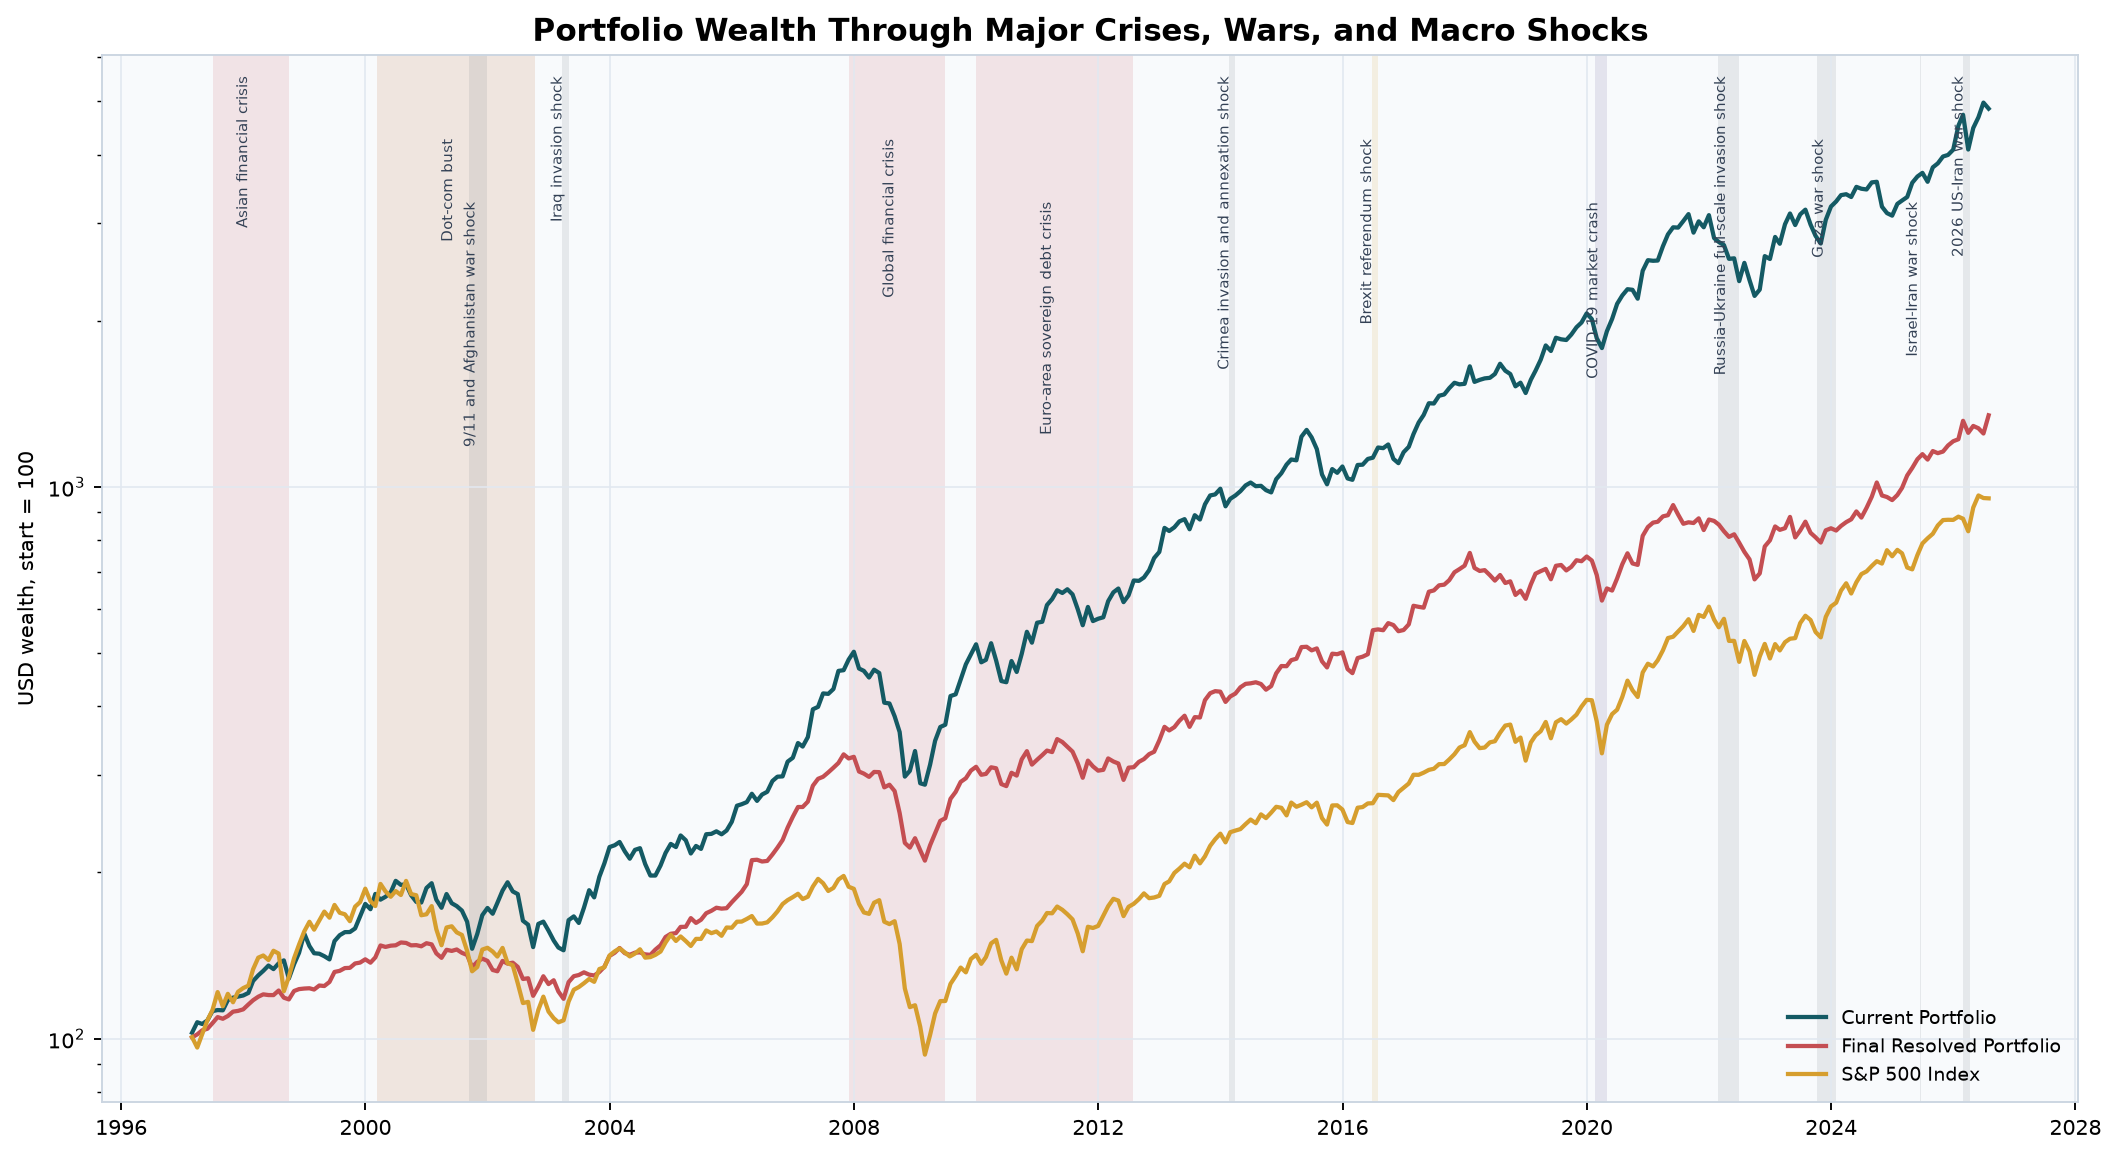 Portfolio Wealth Through Major Crises, Wars, and Macro Shocks
USD wealth, start = 100
10³
10²
Asian financial crisis
Dot-com bust
9/11 and Afghanistan war shock
Iraq invasion shock
Global financial crisis
Euro-area sovereign debt crisis
Crimea invasion and annexation shock
Brexit referendum shock
COVID-19 market crash
Russia-Ukraine full-scale invasion shock
Gaza war shock
Israel-Iran war shock
2026 US-Iran war shock
Current Portfolio
Final Resolved Portfolio
S&P 500 Index
1996
2000
2004
2008
2012
2016
2020
2024
2028